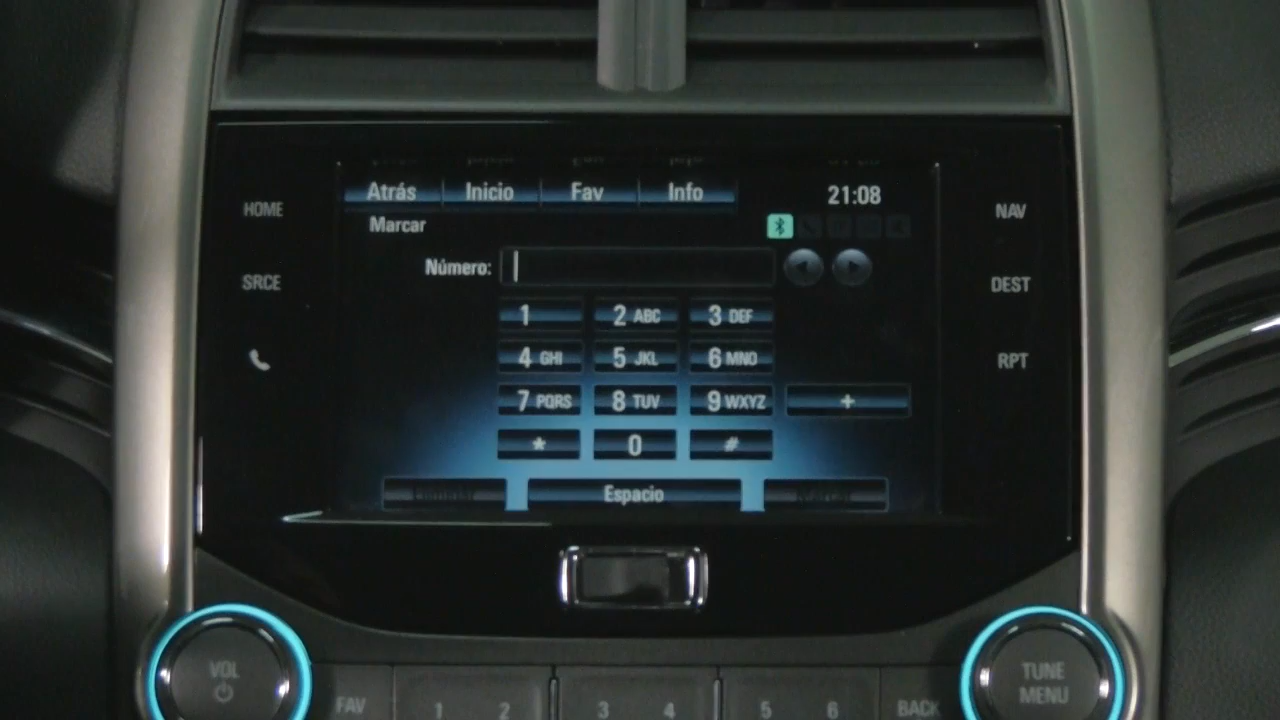 Atrás Inicio Fav Info 21:08
HOME NAV
Marcar
Número:
SRCE DEST
1 2 ABC 3 DEF
4 GHI 5 JKL 6 MNO
RPT
7 PQRS 8 TUV 9 WXYZ +
* 0 #
Eliminar Espacio Marcar
VOL TUNE
MENU
FAV 1 2 3 4 5 6 BACK